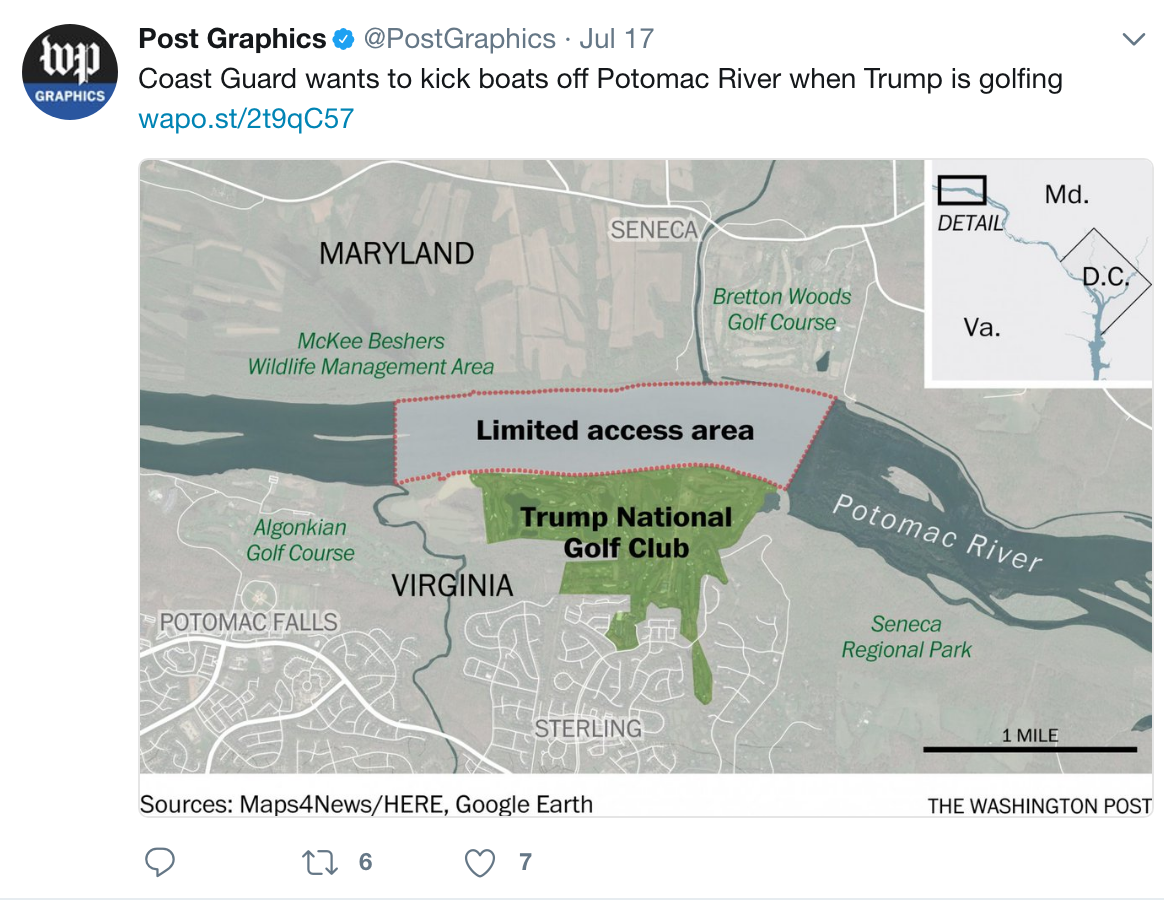 Post Graphics @PostGraphics · Jul 17
wp
GRAPHICS
Coast Guard wants to kick boats off Potomac River when Trump is golfing
wapo.st/2t9qC57
Md.
DETAIL
D.C.
Va.
SENECA
MARYLAND
Bretton Woods
Golf Course
McKee Beshers
Wildlife Management Area
Limited access area
Trump National
Golf Club
Potomac River
Algonkian
Golf Course
VIRGINIA
POTOMAC FALLS
Seneca
Regional Park
STERLING
1 MILE
Sources: Maps4News/HERE, Google Earth
THE WASHINGTON POST
6
7